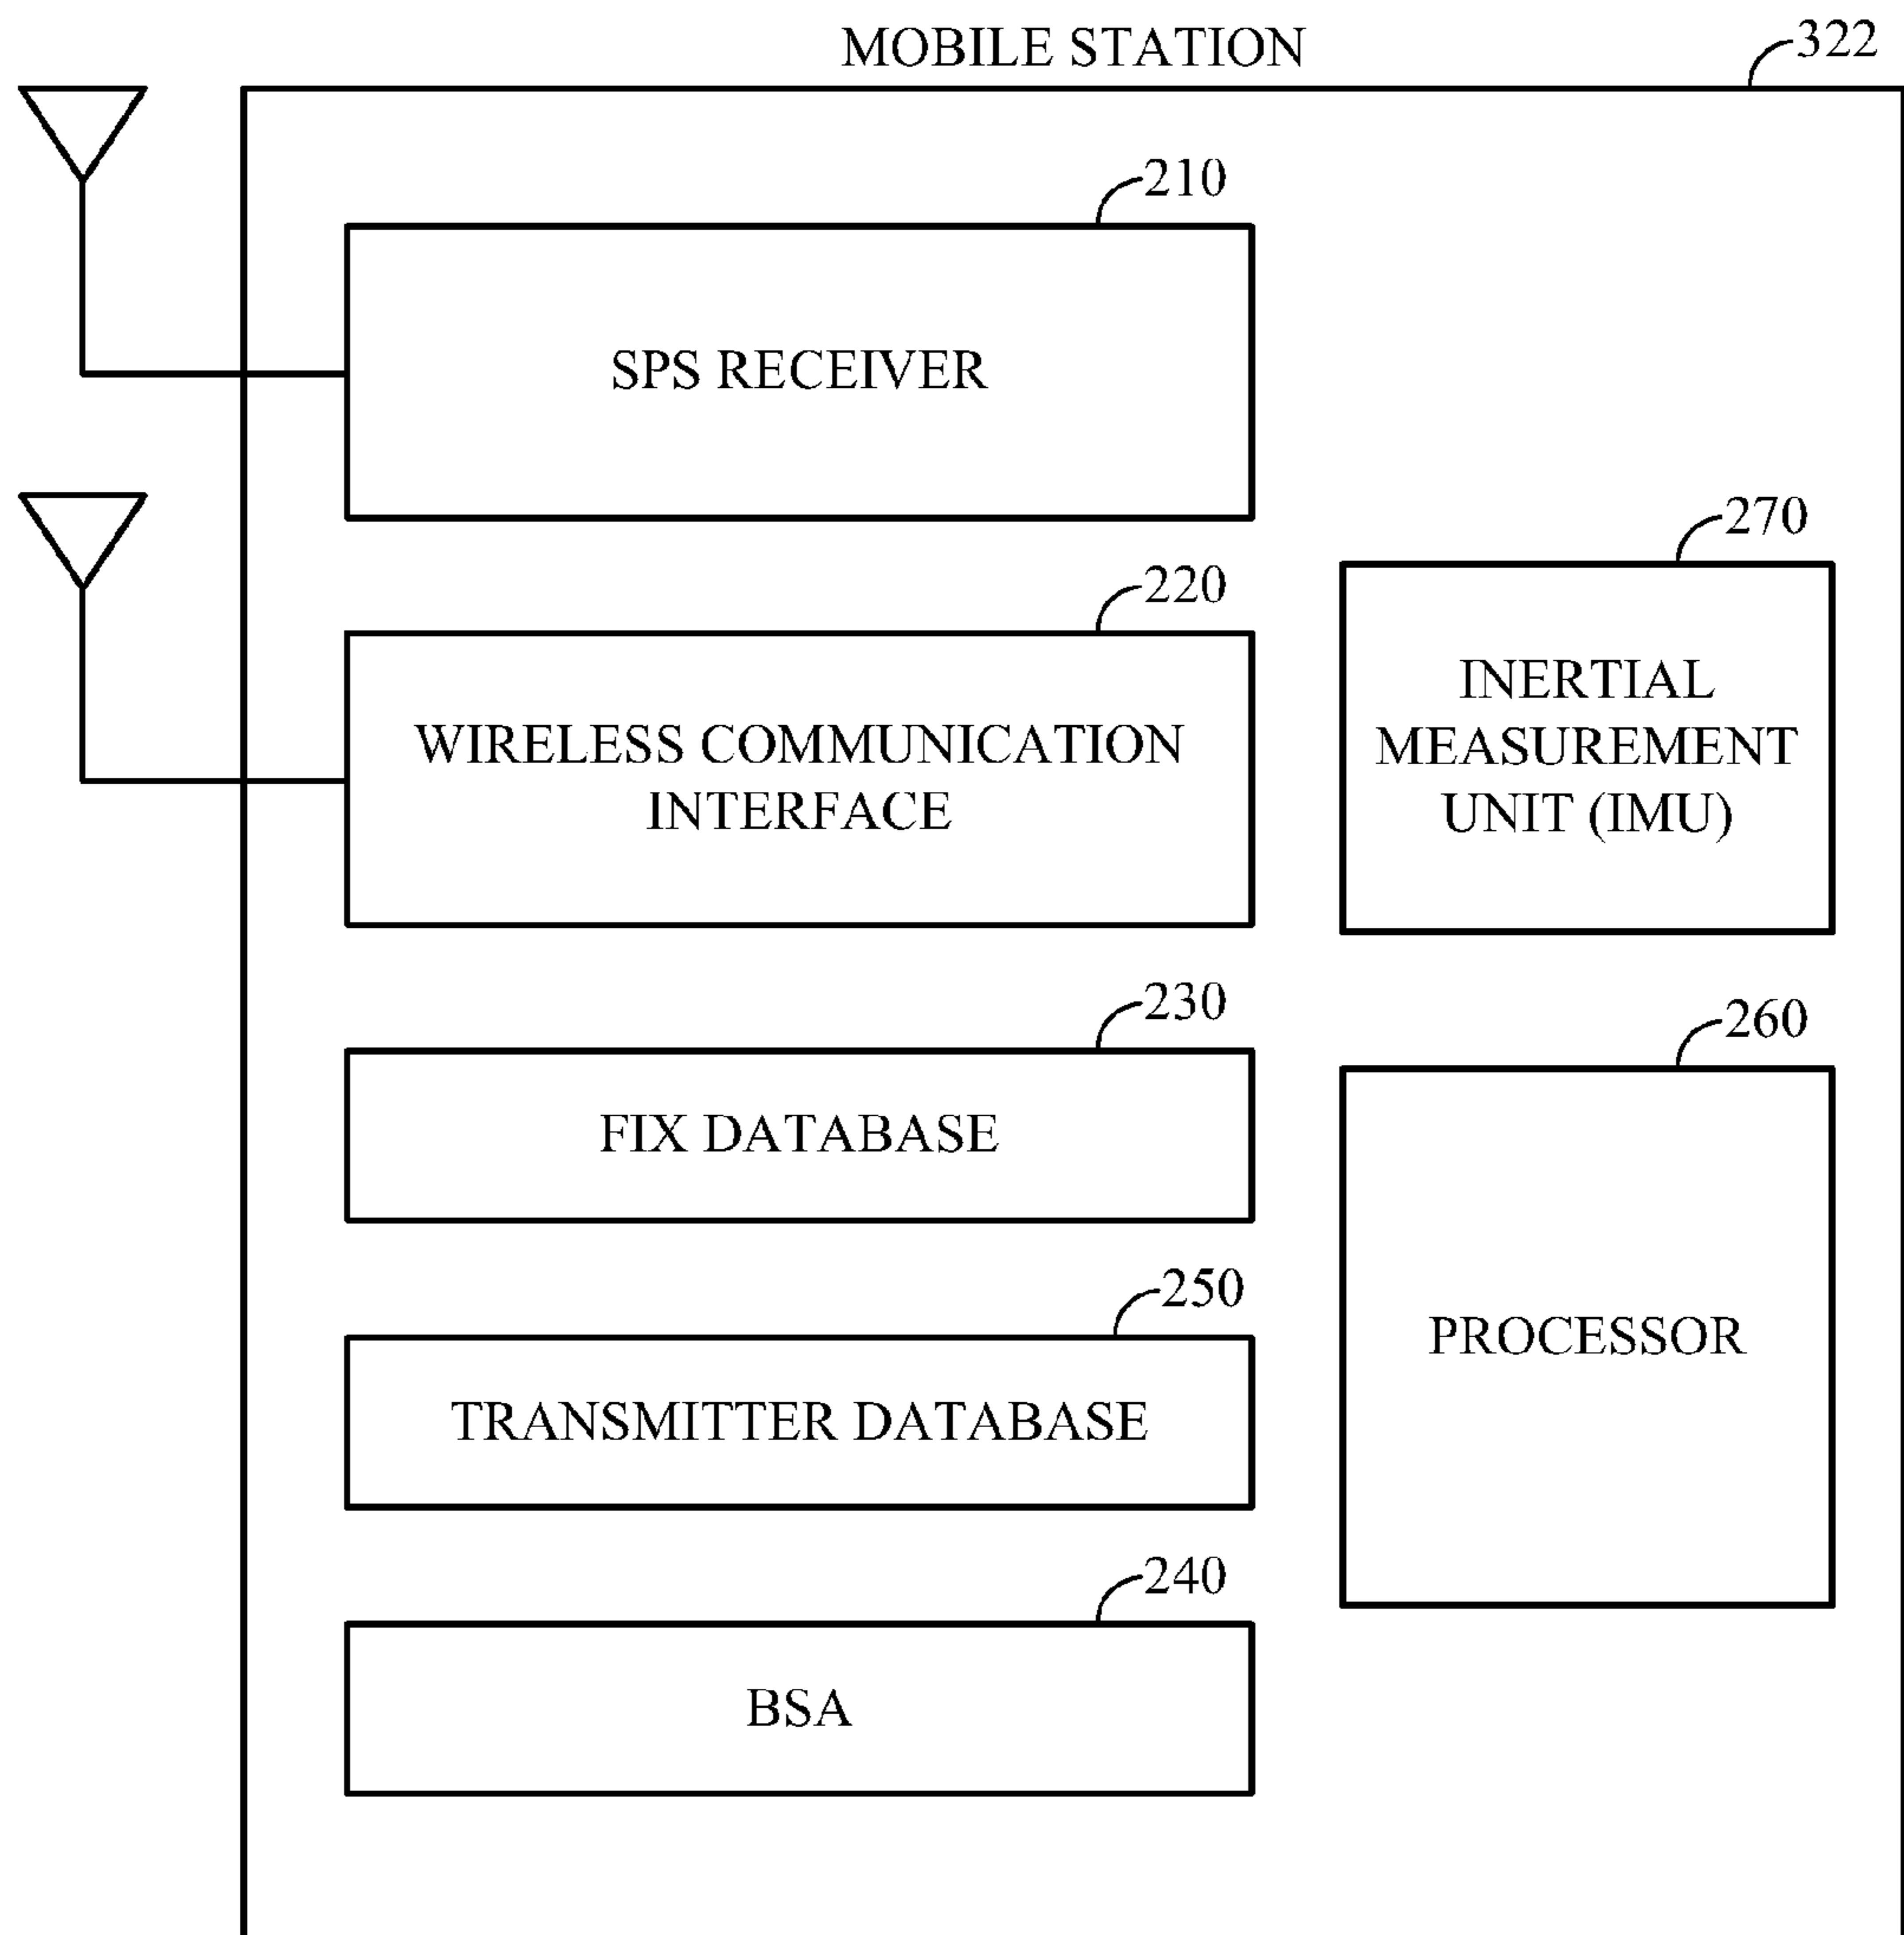 MOBILE STATION
322
210
SPS RECEIVER
220
WIRELESS COMMUNICATION
INTERFACE
270
INERTIAL
MEASUREMENT
UNIT (IMU)
230
FIX DATABASE
260
PROCESSOR
250
TRANSMITTER DATABASE
240
BSA